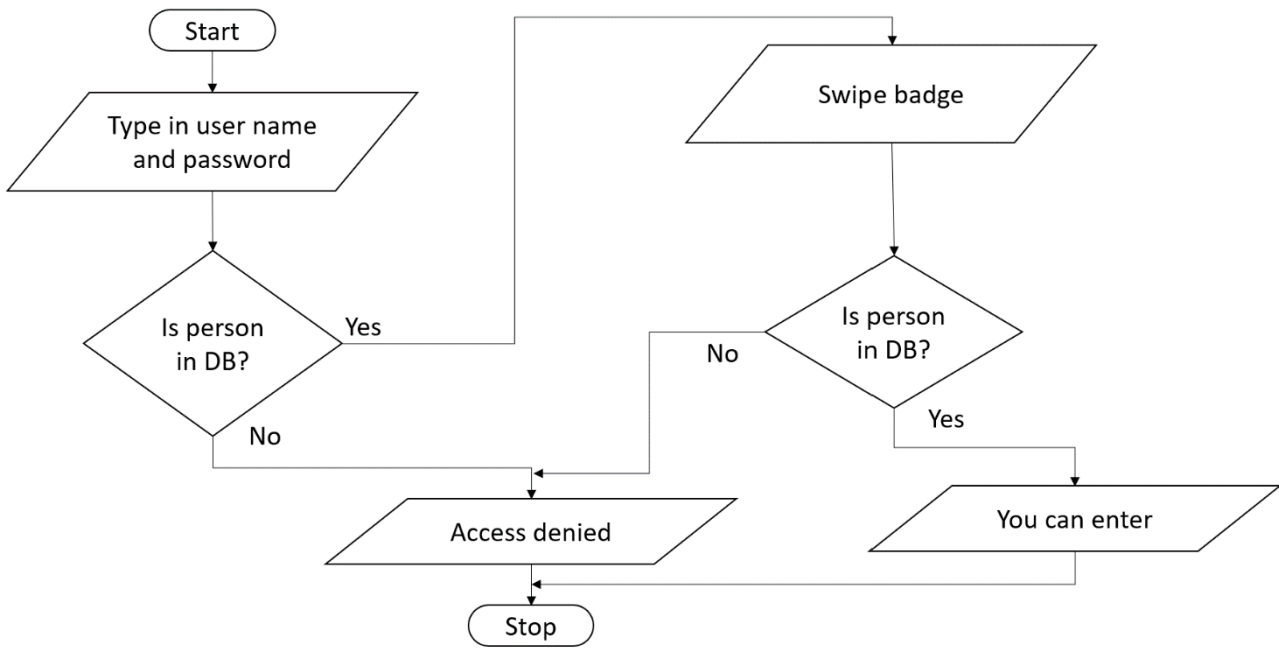 Start
Type in user name
and password
Is person
in DB?
Yes
No
Swipe badge
Is person
in DB?
No
Yes
Access denied
You can enter
Stop